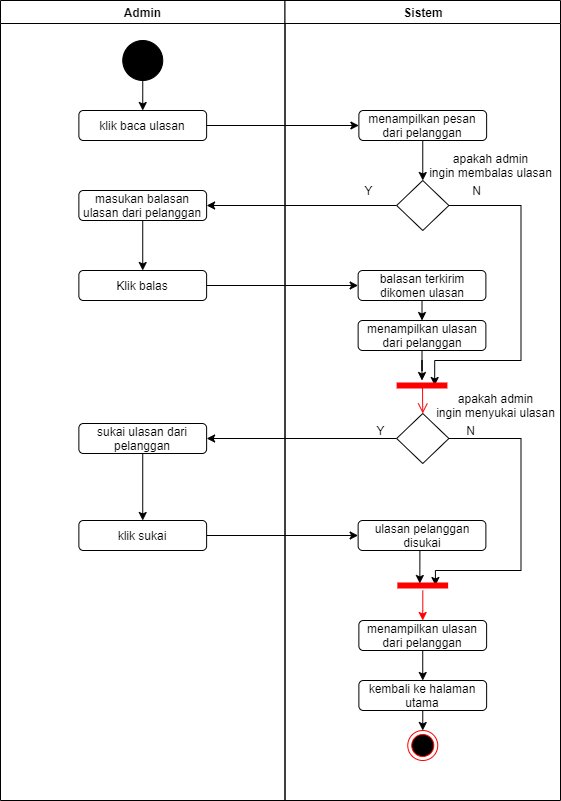 Admin
Sistem
klik baca ulasan
menampilkan pesan
dari pelanggan
apakah admin
ingin membalas ulasan
Y
N
masukan balasan
ulasan dari pelanggan
Klik balas
balasan terkirim
dikomen ulasan
menampilkan ulasan
dari pelanggan
apakah admin
ingin menyukai ulasan
Y
N
sukai ulasan dari
pelanggan
klik sukai
ulasan pelanggan
disukai
menampilkan ulasan
dari pelanggan
kembali ke halaman
utama